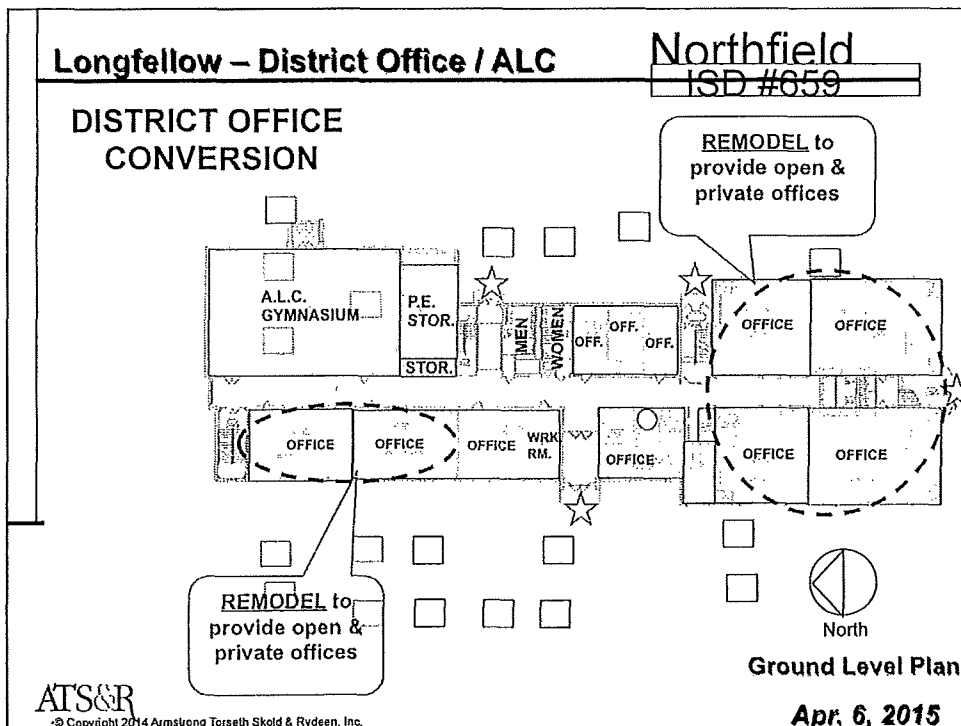 Longfellow – District Office / ALC
Northfield
ISD #659
DISTRICT OFFICE
CONVERSION
REMODEL to
provide open &
private offices
A.L.C.
GYMNASIUM
P.E.
STOR.
STOR.
MEN
WOMEN
OFF.
OFF.
OFF.
OFFICE
OFFICE
OFFICE
OFFICE
OFFICE
WRK
RM.
OFFICE
OFFICE
OFFICE
REMODEL to
provide open &
private offices
North
Ground Level Plan
ATS&R
•© Copyright 2014 Armstrong Torseth Skold & Rydeen, Inc.
Apr. 6, 2015